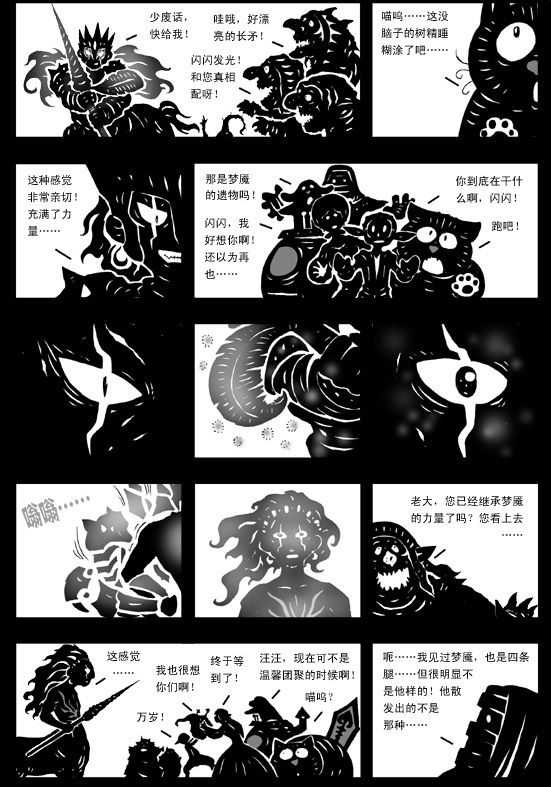 少废话，
快给我！
哇哦，好漂
亮的长矛！
闪闪发光！
和您真相
配呀！
喵呜……这没
脑子的树精睡
糊涂了吧……
这种感觉
非常亲切！
充满了力
量……
那是梦魇
的遗物吗！
闪闪，我
好想你啊！
还以为再
也……
你到底在干什
么啊，闪闪！
跑吧！
嗡嗡……
老大，您已经继承梦魇
的力量了吗？您看上去
……
这感觉
……
我也很想
你们啊！
万岁！
终于等
到了！
汪汪，现在可不是
温馨团聚的时候啊！
喵呜？
呃……我见过梦魇，也是四条
腿……但很明显不
是他样的！他散
发出的不是
那种……